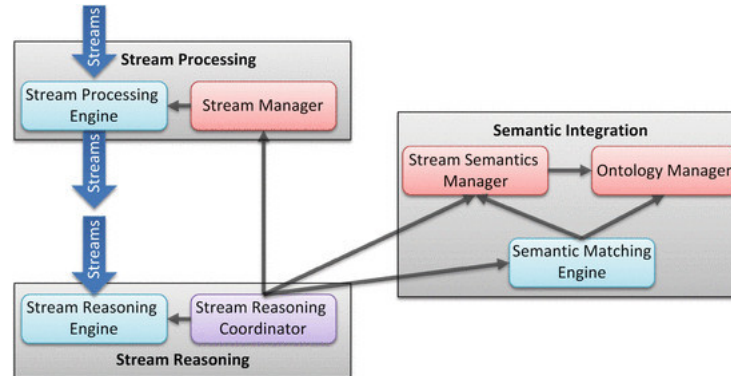 Streams
Stream Processing
Stream Processing
Engine
Stream Manager
Streams
Semantic Integration
Stream Semantics
Manager
Ontology Manager
Semantic Matching
Engine
Streams
Stream Reasoning
Engine
Stream Reasoning
Coordinator
Stream Reasoning